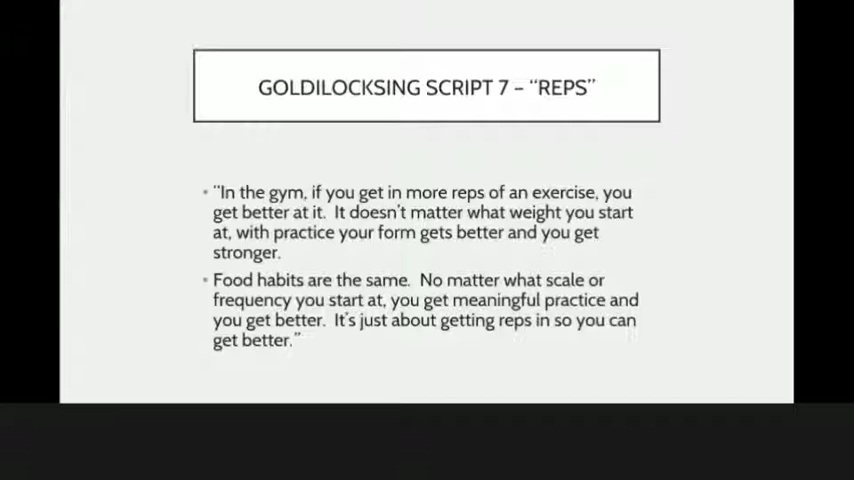 GOLDILOCKSING SCRIPT 7 – “REPS”
• “In the gym, if you get in more reps of an exercise, you
get better at it.  It doesn’t matter what weight you start
at, with practice your form gets better and you get
stronger.
• Food habits are the same.  No matter what scale or
frequency you start at, you get meaningful practice and
you get better.  It’s just about getting reps in so you can
get better.”